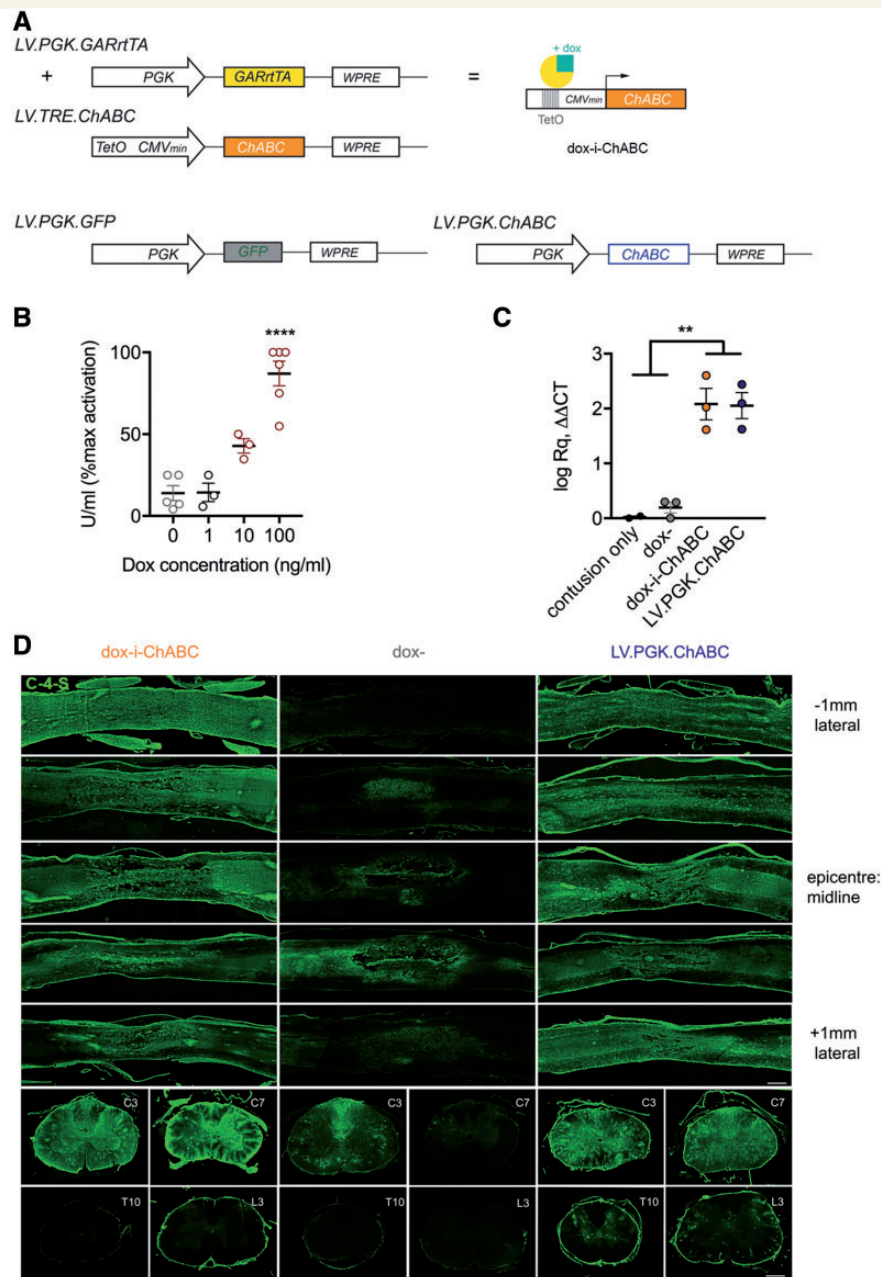 A
LV.PGK.GARrtTA
+ dox
+
PGK
GARrtTA
WPRE
=
CMVmin
ChABC
LV.TRE.ChABC
TetO
TetO CMVmin
ChABC
WPRE
dox-i-ChABC
LV.PGK.GFP
LV.PGK.ChABC
PGK
GFP
WPRE
PGK
ChABC
WPRE
B
C
****
**
100
50
0
U/ml (%max activation)
0 1 10 100
Dox concentration (ng/ml)
3
2
1
0
log Rq, ΔΔCT
contusion only
dox-
dox-i-ChABC
LV.PGK.ChABC
D
dox-i-ChABC
dox-
LV.PGK.ChABC
C-4-S
-1mm
lateral
epicentre:
midline
+1mm
lateral
C3
C7
C3
C7
C3
C7
T10
L3
T10
L3
T10
L3